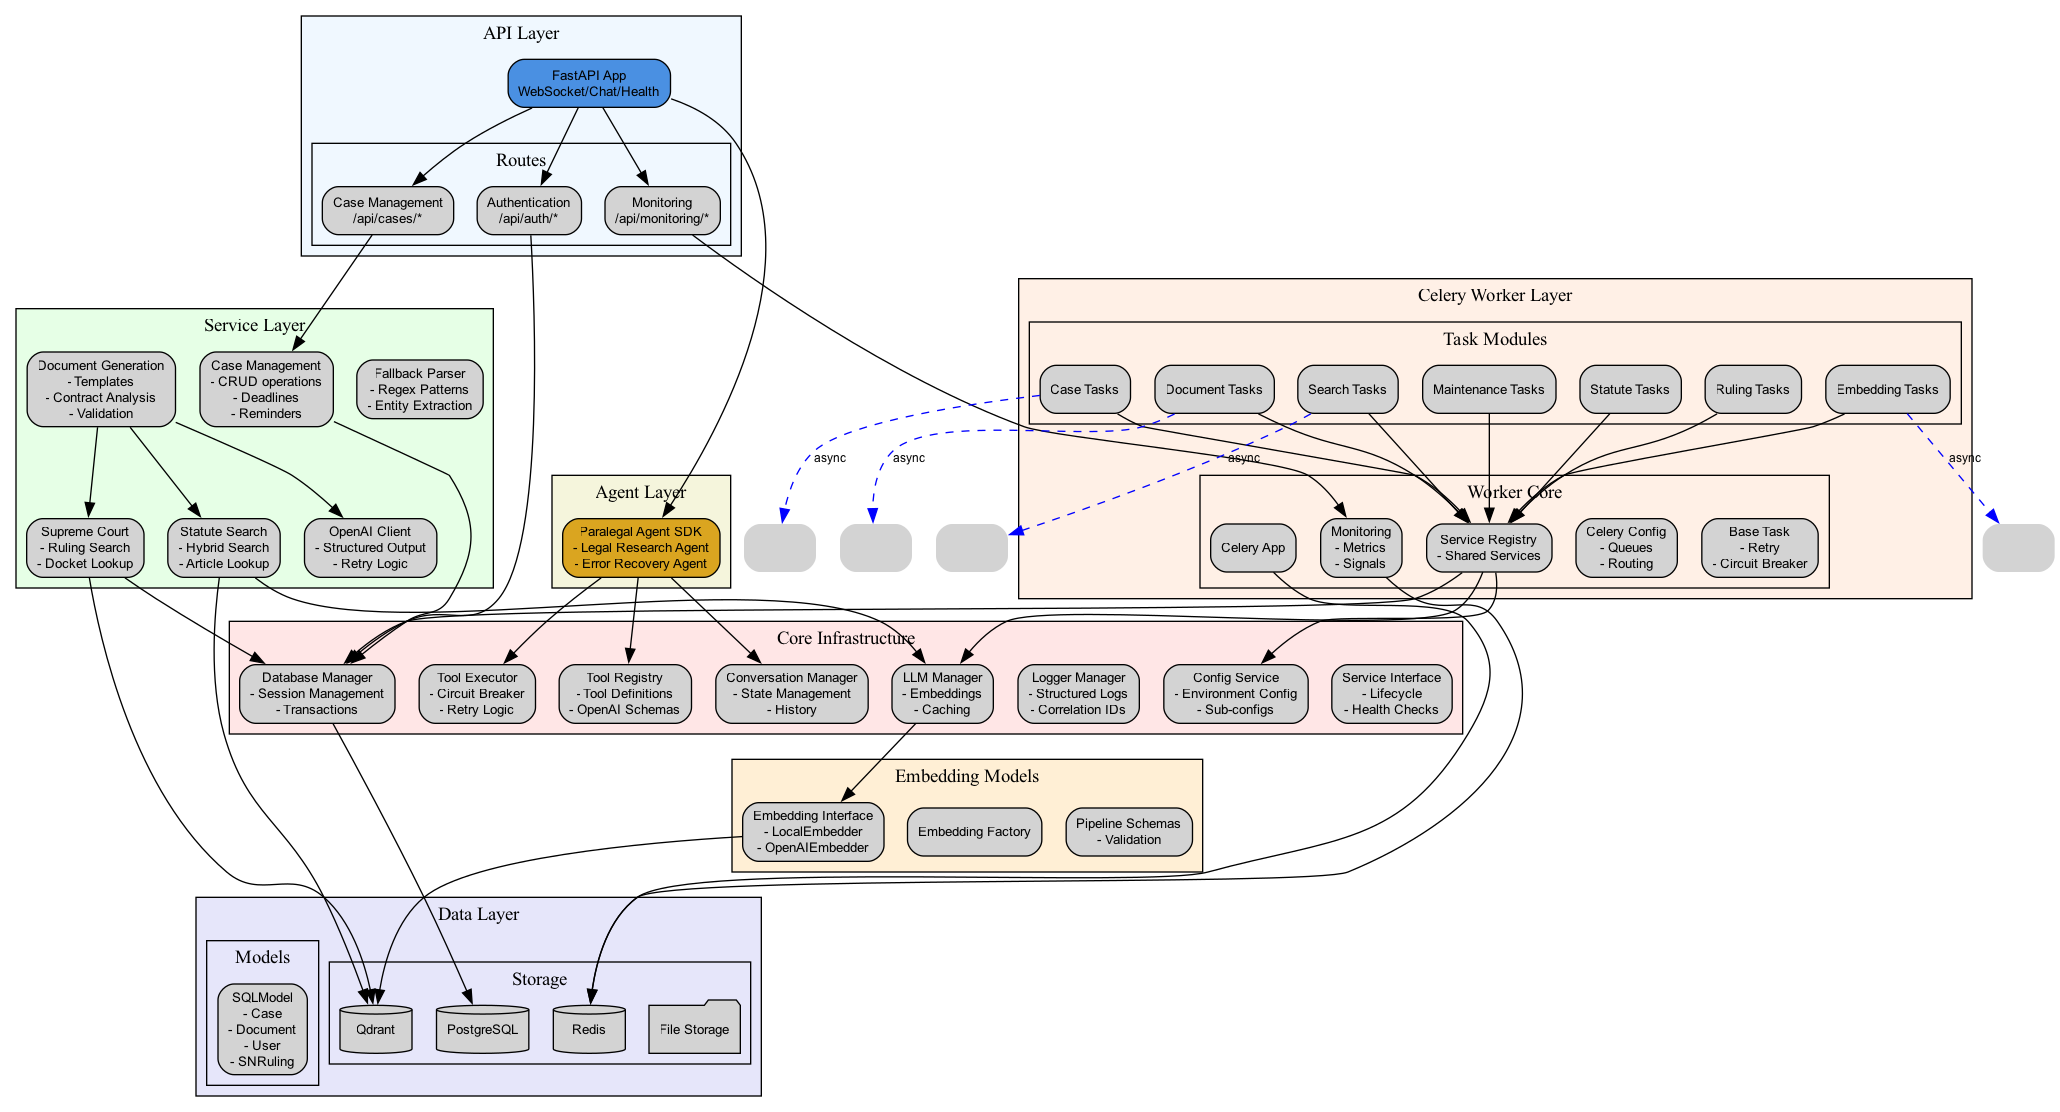 API Layer
FastAPI App
WebSocket/Chat/Health
Routes
Case Management
/api/cases/*
Authentication
/api/auth/*
Monitoring
/api/monitoring/*
Celery Worker Layer
Task Modules
Case Tasks
Document Tasks
Search Tasks
Maintenance Tasks
Statute Tasks
Ruling Tasks
Embedding Tasks
Service Layer
Document Generation
- Templates
- Contract Analysis
- Validation
Case Management
- CRUD operations
- Deadlines
- Reminders
Fallback Parser
- Regex Patterns
- Entity Extraction
async
async
async
async
Supreme Court
- Ruling Search
- Docket Lookup
Statute Search
- Hybrid Search
- Article Lookup
OpenAI Client
- Structured Output
- Retry Logic
Agent Layer
Paralegal Agent SDK
- Legal Research Agent
- Error Recovery Agent
Worker Core
Celery App
Monitoring
- Metrics
- Signals
Service Registry
- Shared Services
Celery Config
- Queues
- Routing
Base Task
- Retry
- Circuit Breaker
Core Infrastructure
Database Manager
- Session Management
- Transactions
Tool Executor
- Circuit Breaker
- Retry Logic
Tool Registry
- Tool Definitions
- OpenAI Schemas
Conversation Manager
- State Management
- History
LLM Manager
- Embeddings
- Caching
Logger Manager
- Structured Logs
- Correlation IDs
Config Service
- Environment Config
- Sub-configs
Service Interface
- Lifecycle
- Health Checks
Embedding Models
Embedding Interface
- LocalEmbedder
- OpenAIEmbedder
Embedding Factory
Pipeline Schemas
- Validation
Data Layer
Models
SQLModel
- Case
- Document
- User
- SNRuling
Storage
Qdrant
PostgreSQL
Redis
File Storage